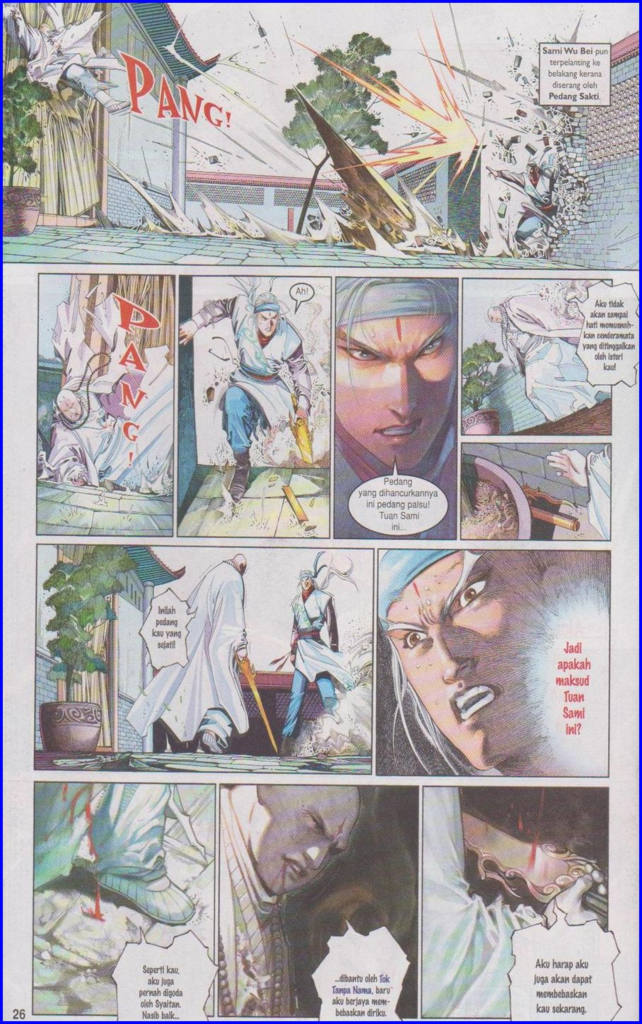 PANG!
Sami Wu Bei pun
terpelanting ke
belakang kerana
diserang oleh
Pedang Sakti.
PANG!
Ah!
Pedang
yang dihancurkannya
ini pedang palsu!
Tuan Sami
ini...
Aku tidak
akan sampai
hati memusnah-
kan cenderamata
yang ditinggalkan
oleh isteri
kau!
Inilah
pedang
kau yang
sejati!
Jadi
apakah
maksud
Tuan
Sami
ini?
Seperti kau,
aku juga
pernah digoda
oleh Syaitan.
Nasib baik...
...dibantu oleh Tok
Tanpa Nama, baru
aku berjaya mem-
bebaskan diriku.
Aku harap aku
juga akan dapat
membebaskan
kau sekarang.
26